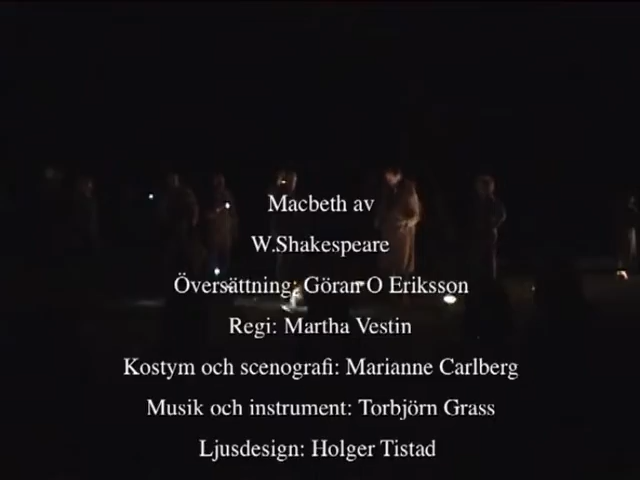 Macbeth av
W.Shakespeare
Översättning: Göran O Eriksson
Regi: Martha Vestin
Kostym och scenografi: Marianne Carlberg
Musik och instrument: Torbjörn Grass
Ljusdesign: Holger Tistad